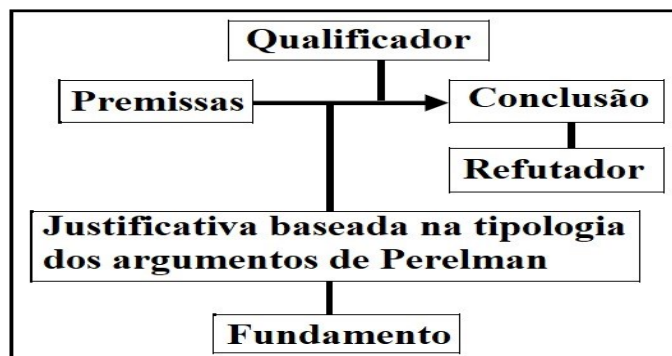 Qualificador
Premissas
Conclusão
Refutador
Justificativa baseada na tipologia
dos argumentos de Perelman
Fundamento